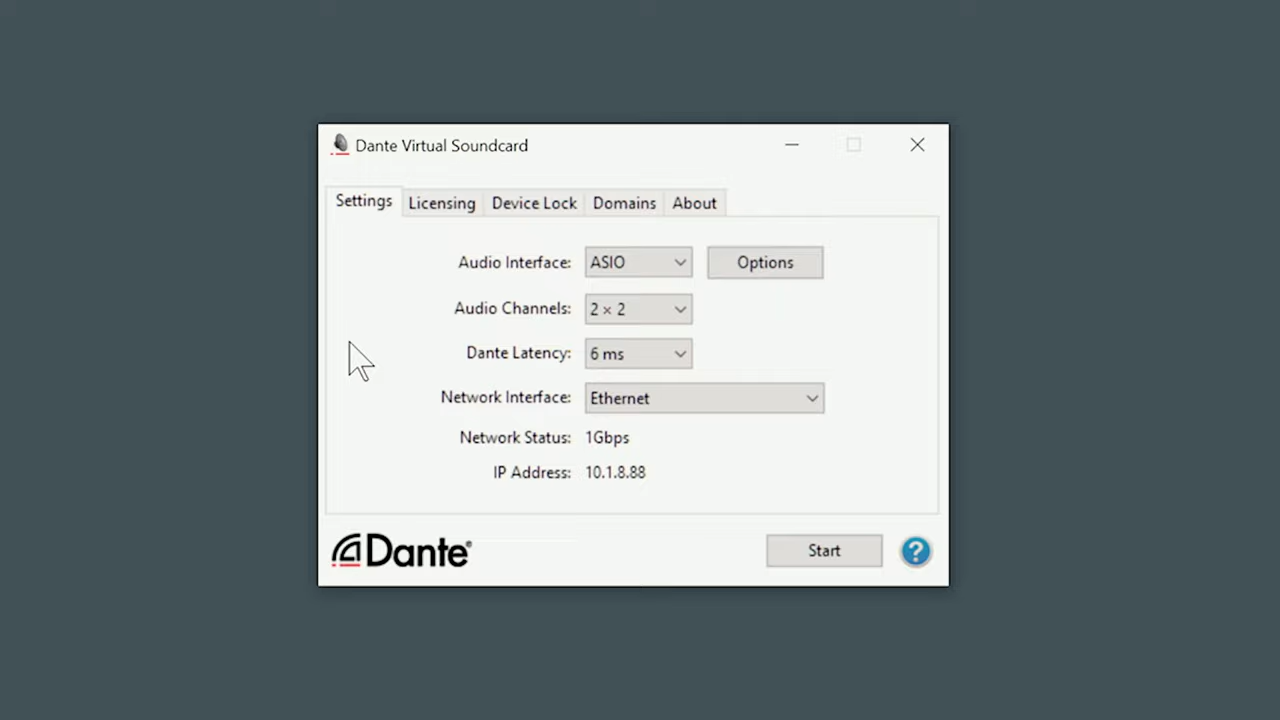 Dante Virtual Soundcard
Settings Licensing Device Lock Domains About
Audio Interface: ASIO Options
Audio Channels: 2 × 2
Dante Latency: 6 ms
Network Interface: Ethernet
Network Status: 1Gbps
IP Address: 10.1.8.88
Dante® Start ?